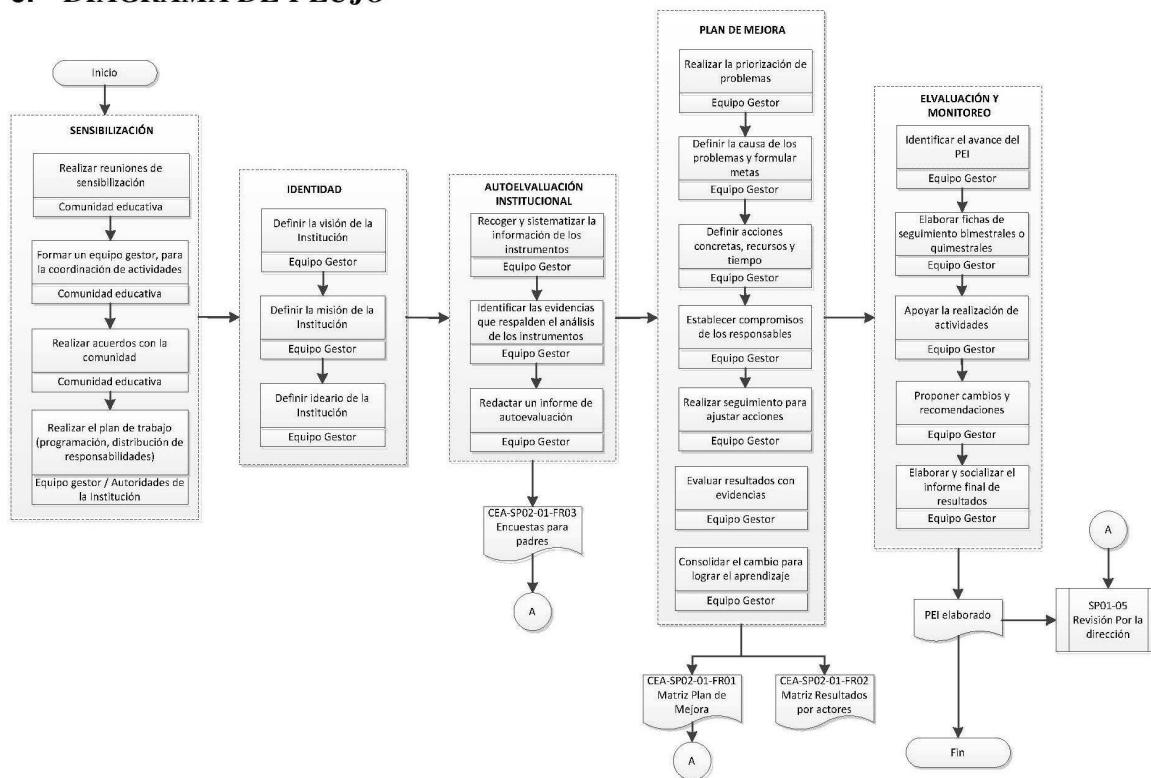 DIAGRAMA DE FLUJO
Inicio
SENSIBILIZACIÓN
Realizar reuniones de
sensibilización
Comunidad educativa
Formar un equipo gestor, para
la coordinación de actividades
Comunidad educativa
Realizar acuerdos con la
comunidad
Comunidad educativa
Realizar el plan de trabajo
(programación, distribución de
responsabilidades)
Equipo gestor / Autoridades de
la Institución
IDENTIDAD
Definir la visión de la
Institución
Equipo Gestor
Definir la misión de la
Institución
Equipo Gestor
Definir ideario de la
Institución
Equipo Gestor
AUTOEVALUACIÓN
INSTITUCIONAL
Recoger y sistematizar la
información de los
instrumentos
Equipo Gestor
Identificar las evidencias
que respalden el análisis
de los instrumentos
Equipo Gestor
Redactar un informe de
autoevaluación
Equipo Gestor
CEA-SP02-01-FR03
Encuestas para
padres
A
PLAN DE MEJORA
Realizar la priorización de
problemas
Equipo Gestor
Definir la causa de los
problemas y formular
metas
Equipo Gestor
Definir acciones
concretas, recursos y
tiempo
Equipo Gestor
Establecer compromisos
de los responsables
Equipo Gestor
Realizar seguimiento para
ajustar acciones
Equipo Gestor
Evaluar resultados con
evidencias
Equipo Gestor
Consolidar el cambio para
lograr el aprendizaje
Equipo Gestor
CEA-SP02-01-FR01
Matriz Plan de
Mejora
A
CEA-SP02-01-FR02
Matriz Resultados
por actores
ELVALUACIÓN Y
MONITOREO
Identificar el avance del
PEI
Equipo Gestor
Elaborar fichas de
seguimiento bimestrales o
quimestrales
Equipo Gestor
Apoyar la realización de
actividades
Equipo Gestor
Proponer cambios y
recomendaciones
Equipo Gestor
Elaborar y socializar el
informe final de
resultados
Equipo Gestor
PEI elaborado
Fin
A
SP01-05
Revisión Por la
dirección